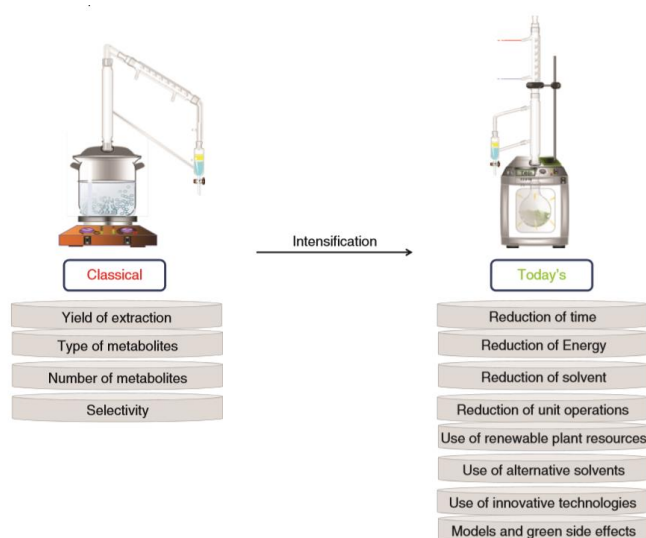 Classical
Yield of extraction
Type of metabolites
Number of metabolites
Selectivity
Intensification
Today's
Reduction of time
Reduction of Energy
Reduction of solvent
Reduction of unit operations
Use of renewable plant resources
Use of alternative solvents
Use of innovative technologies
Models and green side effects